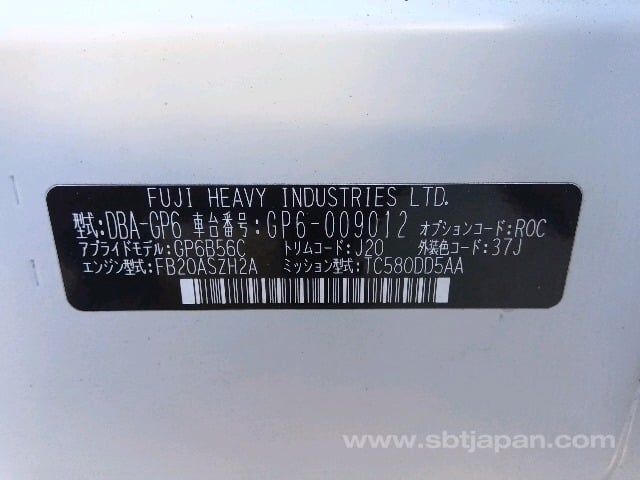 FUJI HEAVY INDUSTRIES LTD.
型式:DBA-GP6 車台番号:GP6-009012 オプションコード:ROC
アプライドモデル:GP6B56C トリムコード:J20 外装色コード:37J
エンジン型式:FB20ASZH2A ミッション型式:TC580DD5AA
www.sbtjapan.com